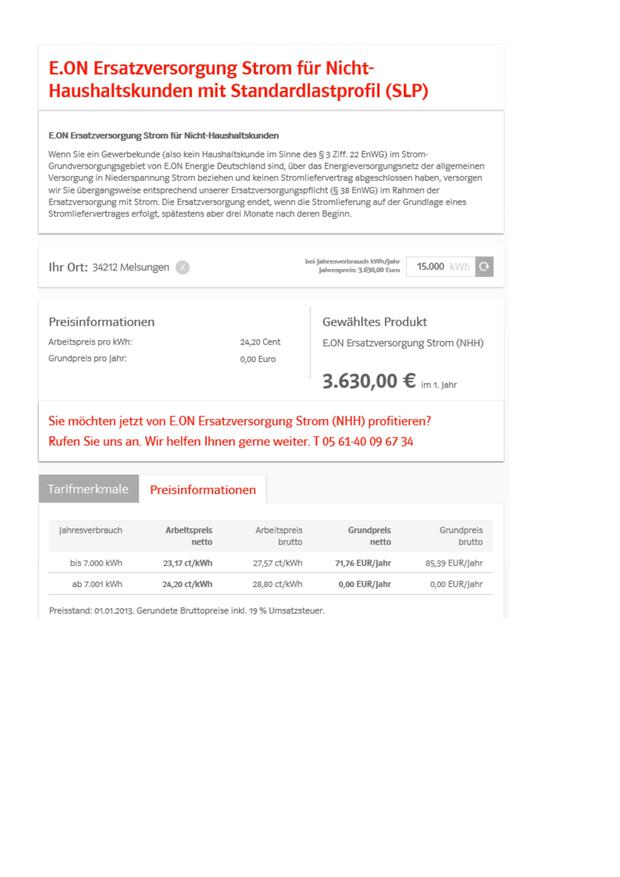 E.ON Ersatzversorgung Strom für Nicht-
Haushaltskunden mit Standardlastprofil (SLP)
E.ON Ersatzversorgung Strom für Nicht-Haushaltskunden
Wenn Sie ein Gewerbekunde (also kein Haushaltskunde im Sinne des § 3 Ziff. 22 EnWG) im Strom-
Grundversorgungsgebiet von E.ON Energie Deutschland sind, über das Energieversorgungsnetz der allgemeinen
Versorgung in Niederspannung Strom beziehen und keinen Stromliefervertrag abgeschlossen haben, versorgen
wir Sie übergangsweise entsprechend unserer Ersatzversorgungspflicht (§ 38 EnWG) im Rahmen der
Ersatzversorgung mit Strom. Die Ersatzversorgung endet, wenn die Stromlieferung auf der Grundlage eines
Stromliefervertrages erfolgt, spätestens aber drei Monate nach deren Beginn.
Ihr Ort: 34212 Melsungen X
bei Jahresverbrauch kWh/Jahr
Jahrespreis: 3.630,00 Euro
15.000 kWh
Preisinformationen
Arbeitspreis pro kWh: 24,20 Cent
Grundpreis pro Jahr: 0,00 Euro
Gewähltes Produkt
E.ON Ersatzversorgung Strom (NHH)
3.630,00 € im 1. Jahr
Sie möchten jetzt von E.ON Ersatzversorgung Strom (NHH) profitieren?
Rufen Sie uns an. Wir helfen Ihnen gerne weiter. T 05 61-40 09 67 34
Tarifmerkmale Preisinformationen
Jahresverbrauch Arbeitspreis Arbeitspreis Grundpreis Grundpreis
netto brutto netto brutto
bis 7.000 kWh 23,17 ct/kWh 27,57 ct/kWh 71,76 EUR/Jahr 85,39 EUR/Jahr
ab 7.001 kWh 24,20 ct/kWh 28,80 ct/kWh 0,00 EUR/Jahr 0,00 EUR/Jahr
Preisstand: 01.01.2013. Gerundete Bruttopreise inkl. 19 % Umsatzsteuer.